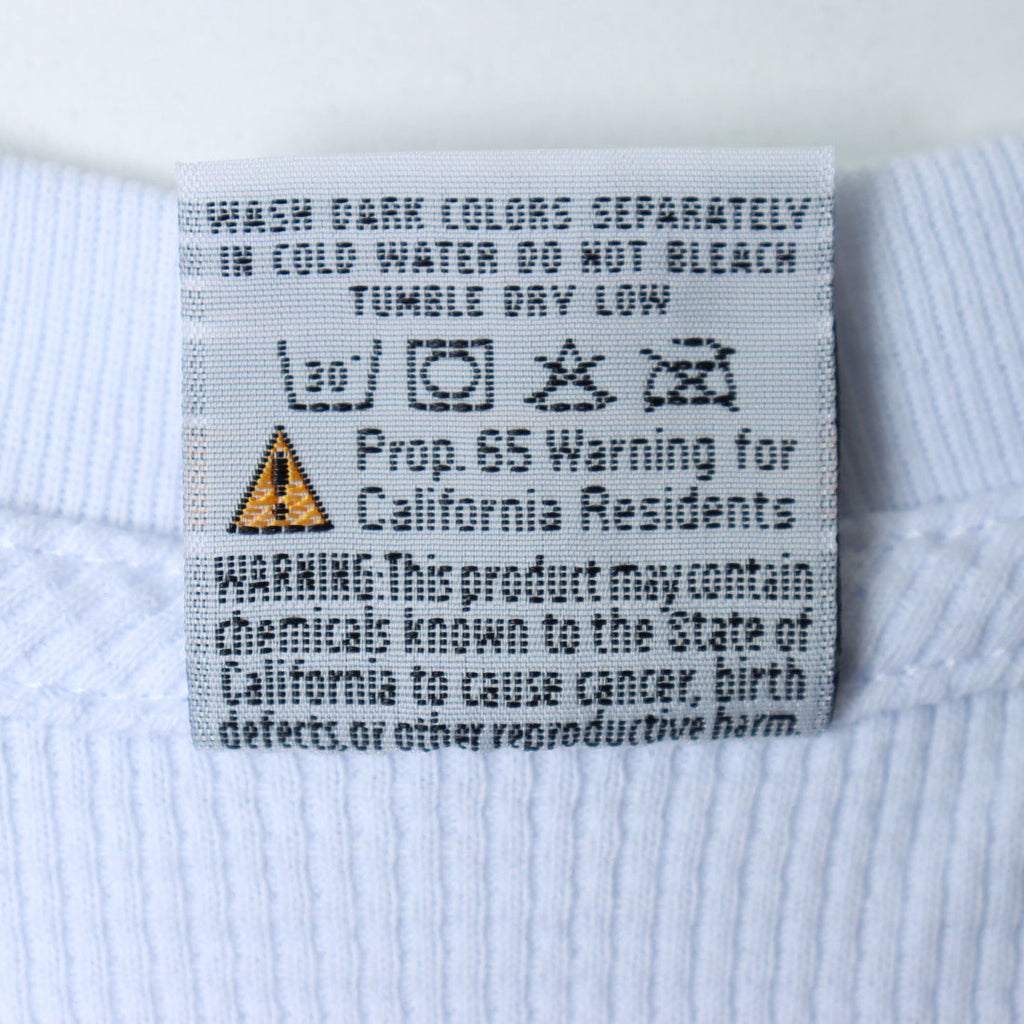 WASH DARK COLORS SEPARATELY
IN COLD WATER DO NOT BLEACH
TUMBLE DRY LOW
30°
Prop. 65 Warning for
California Residents
WARNING:This product may contain
chemicals known to the State of
California to cause cancer, birth
defects,or other reproductive harm.